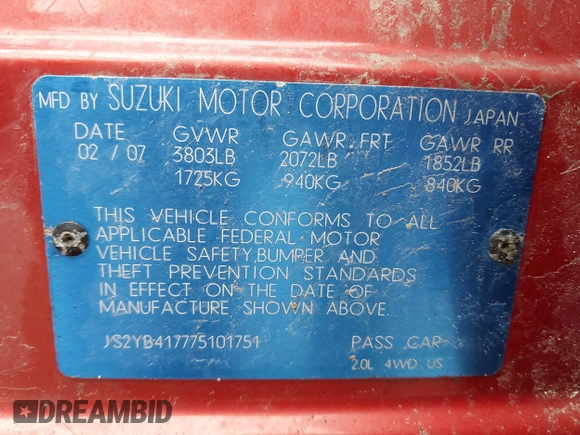 MFD BY SUZUKI MOTOR CORPORATION JAPAN
DATE GVWR GAWR FRT GAWR RR
02 / 07 3803LB 2072LB 1852LB
1725KG 940KG 840KG
THIS VEHICLE CONFORMS TO ALL
APPLICABLE FEDERAL MOTOR
VEHICLE SAFETY,BUMPER AND
THEFT PREVENTION STANDARDS
IN EFFECT ON THE DATE OF
MANUFACTURE SHOWN ABOVE.
JS2YB417775101751 PASS CAR
2.0L 4WD US
DREAMBID